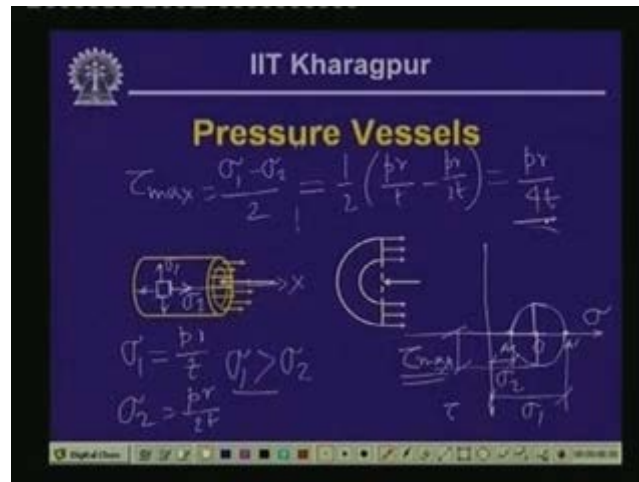 IIT Kharagpur
Pressure Vessels
τmax = (σ1 - σ2)/2 = 1/2 (pr/t - pr/2t) = pr/4t
σ1
σ2
x
σ1 = pr/t
σ1 > σ2
σ2 = pr/2t
σ
τmax
σ2
τ
σ1